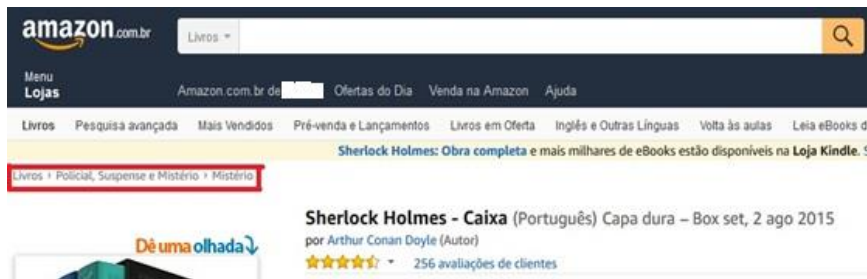 amazon.com.br
Livros
Menu
Lojas
Amazon.com.br de
Ofertas do Dia
Venda na Amazon
Ajuda
Livros Pesquisa avançada Mais Vendidos Pré-venda e Lançamentos Livros em Oferta Inglês e Outras Línguas Volta às aulas Leia eBooks
Sherlock Holmes: Obra completa e mais milhares de eBooks estão disponíveis na Loja Kindle.
Livros › Policial, Suspense e Mistério › Mistério
Dê uma olhada
Sherlock Holmes - Caixa (Português) Capa dura – Box set, 2 ago 2015
por Arthur Conan Doyle (Autor)
256 avaliações de clientes